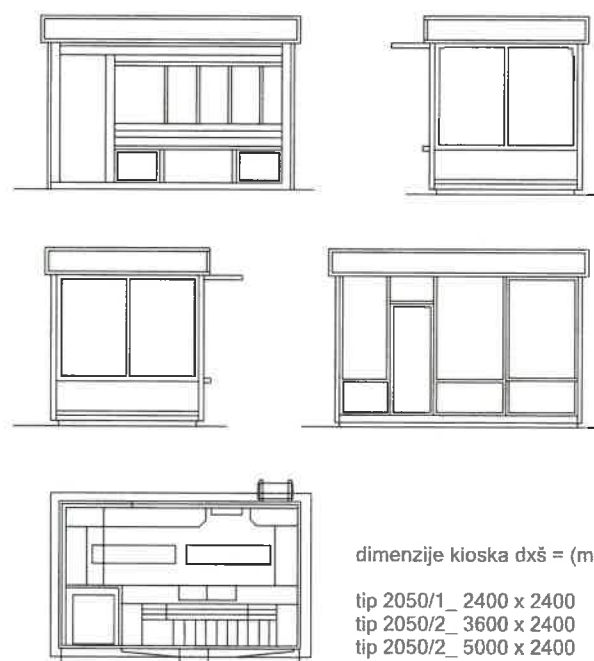 dimenzije kioska dxš = (m
tip 2050/1_ 2400 x 2400
tip 2050/2_ 3600 x 2400
tip 2050/2_ 5000 x 2400